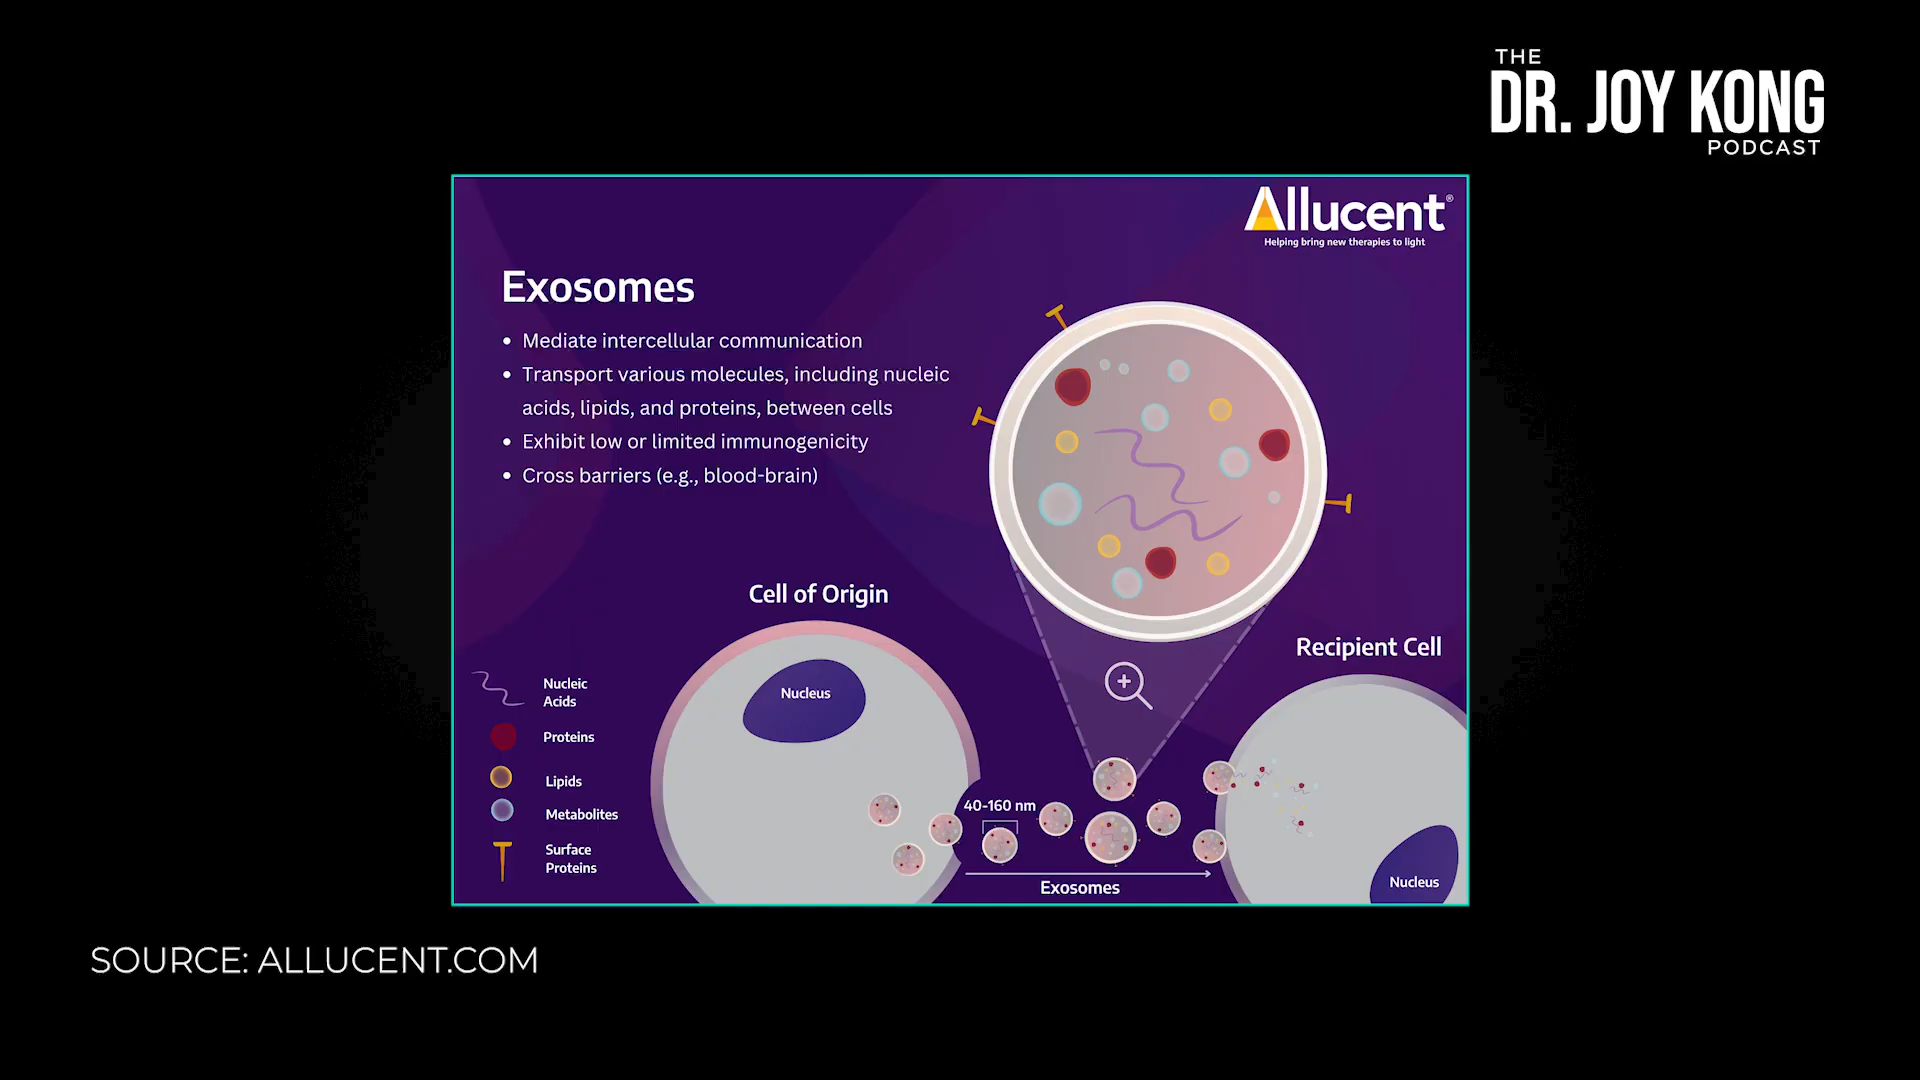 THE
DR. JOY KONG
PODCAST
Allucent®
Helping bring new therapies to light
Exosomes
• Mediate intercellular communication
• Transport various molecules, including nucleic
acids, lipids, and proteins, between cells
• Exhibit low or limited immunogenicity
• Cross barriers (e.g., blood-brain)
Cell of Origin
Recipient Cell
Nucleus
Nucleic
Acids
Proteins
Lipids
Metabolites
Surface
Proteins
40-160 nm
Exosomes
Nucleus
SOURCE: ALLUCENT.COM